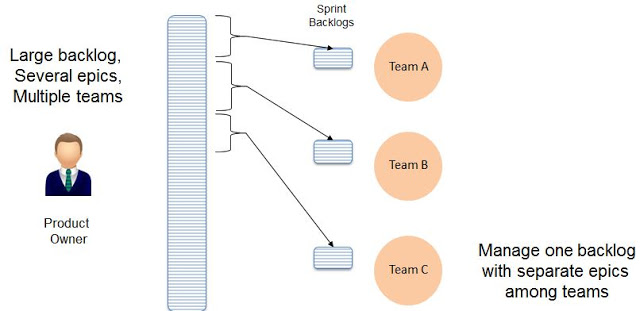 Sprint
Backlogs
Large backlog,
Several epics,
Multiple teams
Team A
Team B
Product
Owner
Team C
Manage one backlog
with separate epics
among teams